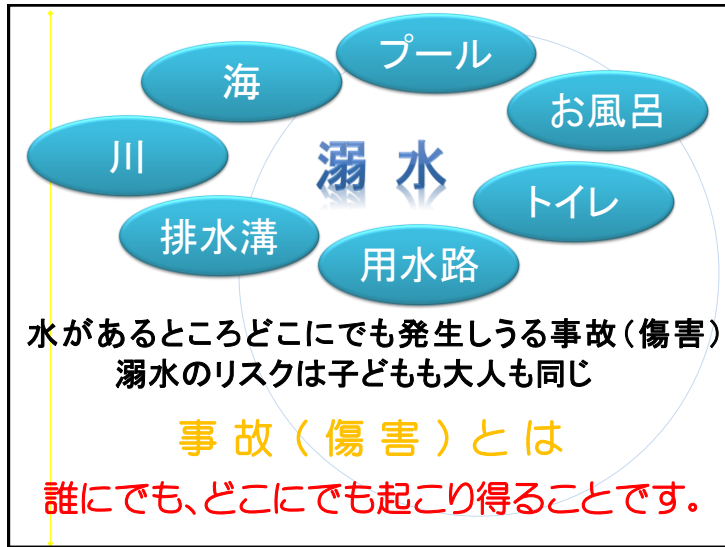 プール
海
お風呂
川
溺水
トイレ
排水溝
用水路
水があるところどこにでも発生しうる事故(傷害)
溺水のリスクは子どもも大人も同じ
事故(傷害)とは
誰にでも、どこにでも起こり得ることです。